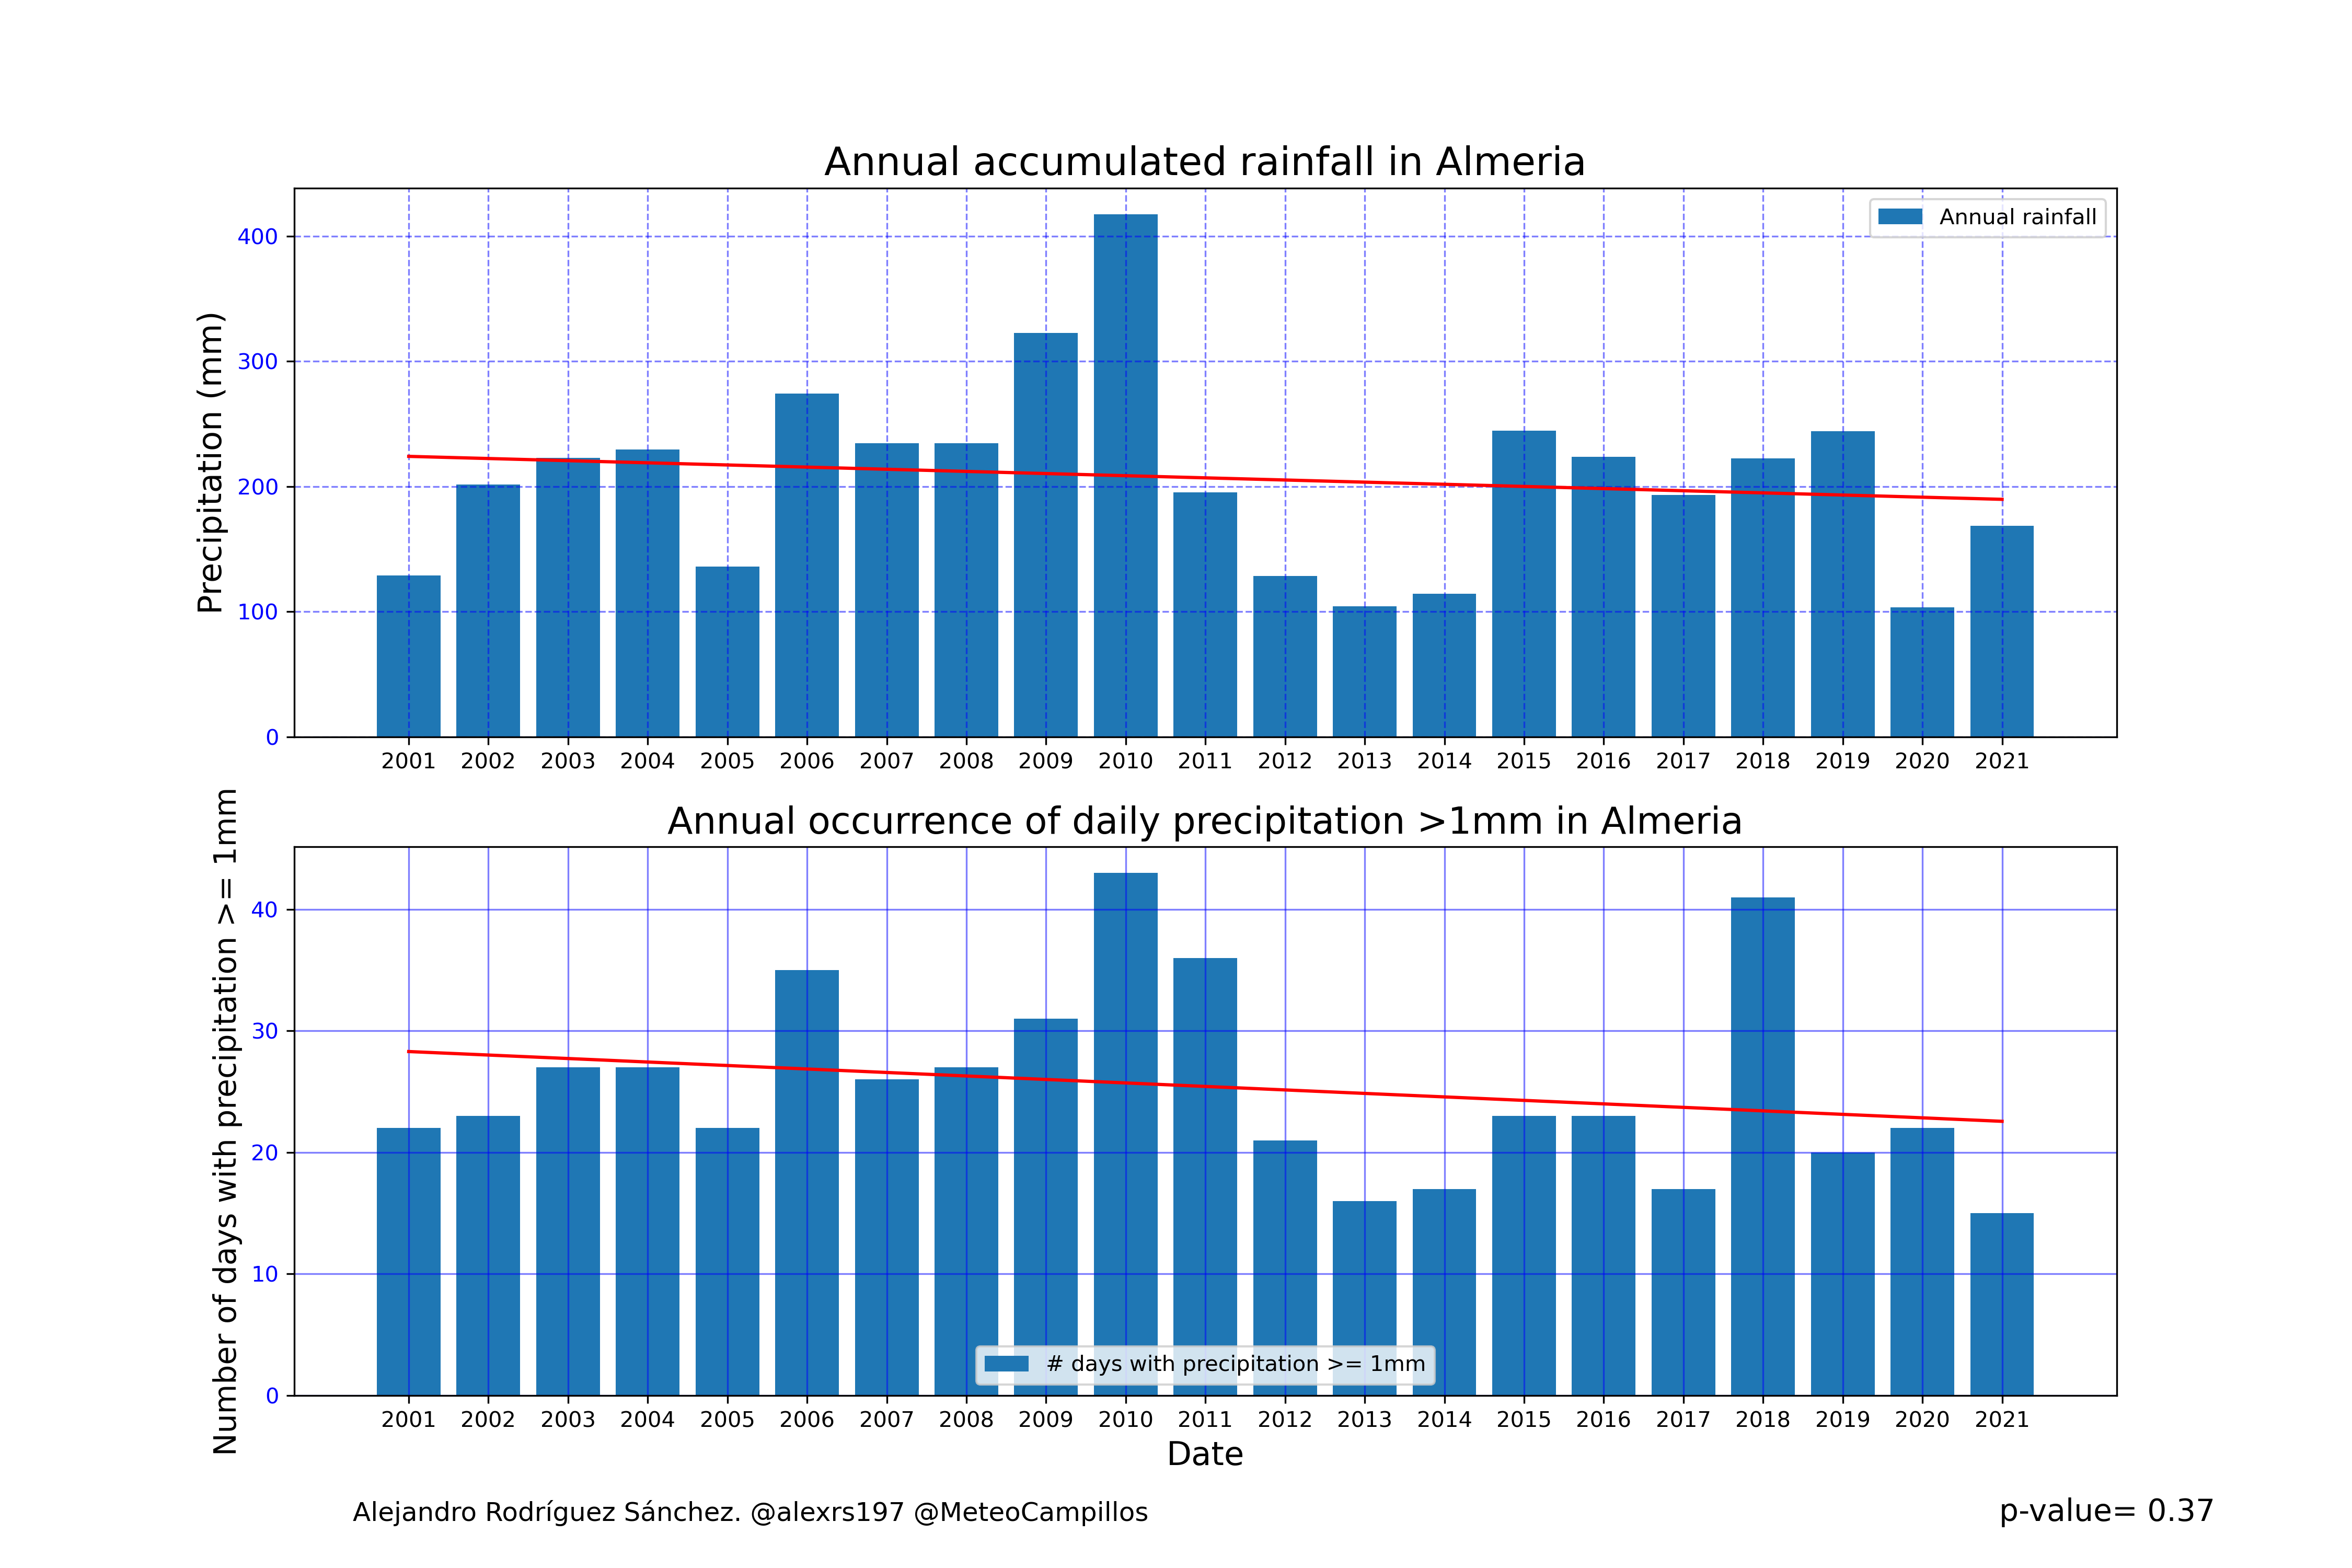 Annual accumulated rainfall in Almeria
Precipitation (mm)
400
300
200
100
0
Annual rainfall
2001 2002 2003 2004 2005 2006 2007 2008 2009 2010 2011 2012 2013 2014 2015 2016 2017 2018 2019 2020 2021
Annual occurrence of daily precipitation >1mm in Almeria
Number of days with precipitation >= 1mm
40
30
20
10
0
# days with precipitation >= 1mm
2001 2002 2003 2004 2005 2006 2007 2008 2009 2010 2011 2012 2013 2014 2015 2016 2017 2018 2019 2020 2021
Date
Alejandro Rodríguez Sánchez. @alexrs197 @MeteoCampillos
p-value= 0.37